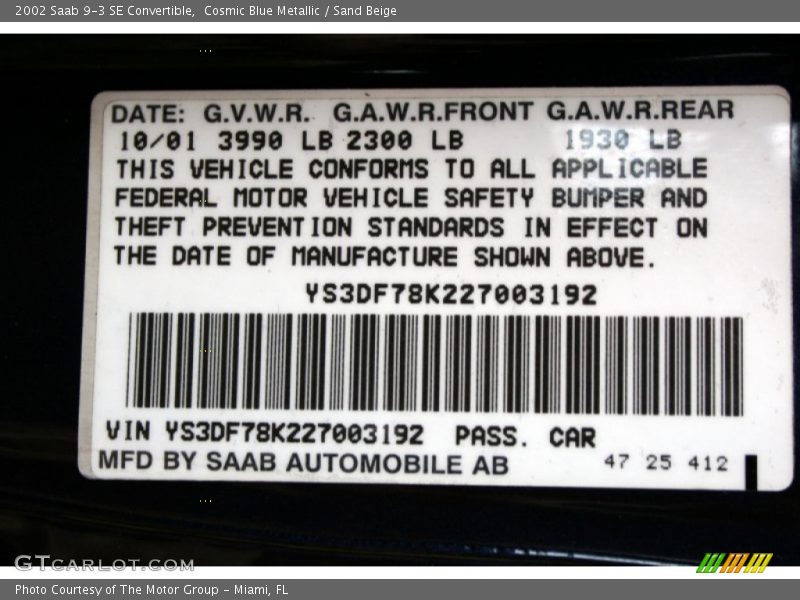 2002 Saab 9-3 SE Convertible,  Cosmic Blue Metallic / Sand Beige
DATE: G.V.W.R. G.A.W.R.FRONT G.A.W.R.REAR
10/01 3990 LB 2300 LB 1930 LB
THIS VEHICLE CONFORMS TO ALL APPLICABLE
FEDERAL MOTOR VEHICLE SAFETY BUMPER AND
THEFT PREVENTION STANDARDS IN EFFECT ON
THE DATE OF MANUFACTURE SHOWN ABOVE.
YS3DF78K227003192
VIN YS3DF78K227003192 PASS. CAR
MFD BY SAAB AUTOMOBILE AB 47 25 412
GTCARLOT.COM
Photo Courtesy of The Motor Group - Miami, FL